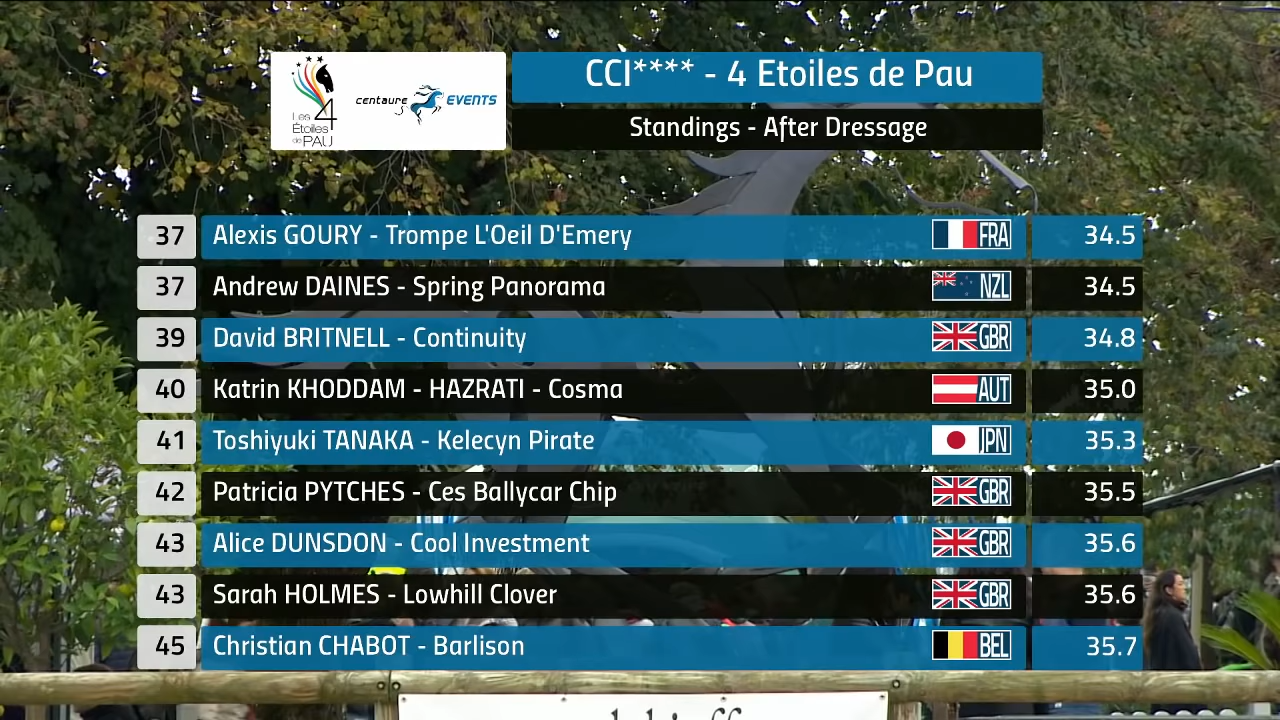 Les
4
Étoiles
de PAU
centaure EVENTS
CCI**** - 4 Etoiles de Pau
Standings - After Dressage
37 Alexis GOURY - Trompe L'Oeil D'Emery FRA 34.5
37 Andrew DAINES - Spring Panorama NZL 34.5
39 David BRITNELL - Continuity GBR 34.8
40 Katrin KHODDAM - HAZRATI - Cosma AUT 35.0
41 Toshiyuki TANAKA - Kelecyn Pirate JPN 35.3
42 Patricia PYTCHES - Ces Ballycar Chip GBR 35.5
43 Alice DUNSDON - Cool Investment GBR 35.6
43 Sarah HOLMES - Lowhill Clover GBR 35.6
45 Christian CHABOT - Barlison BEL 35.7